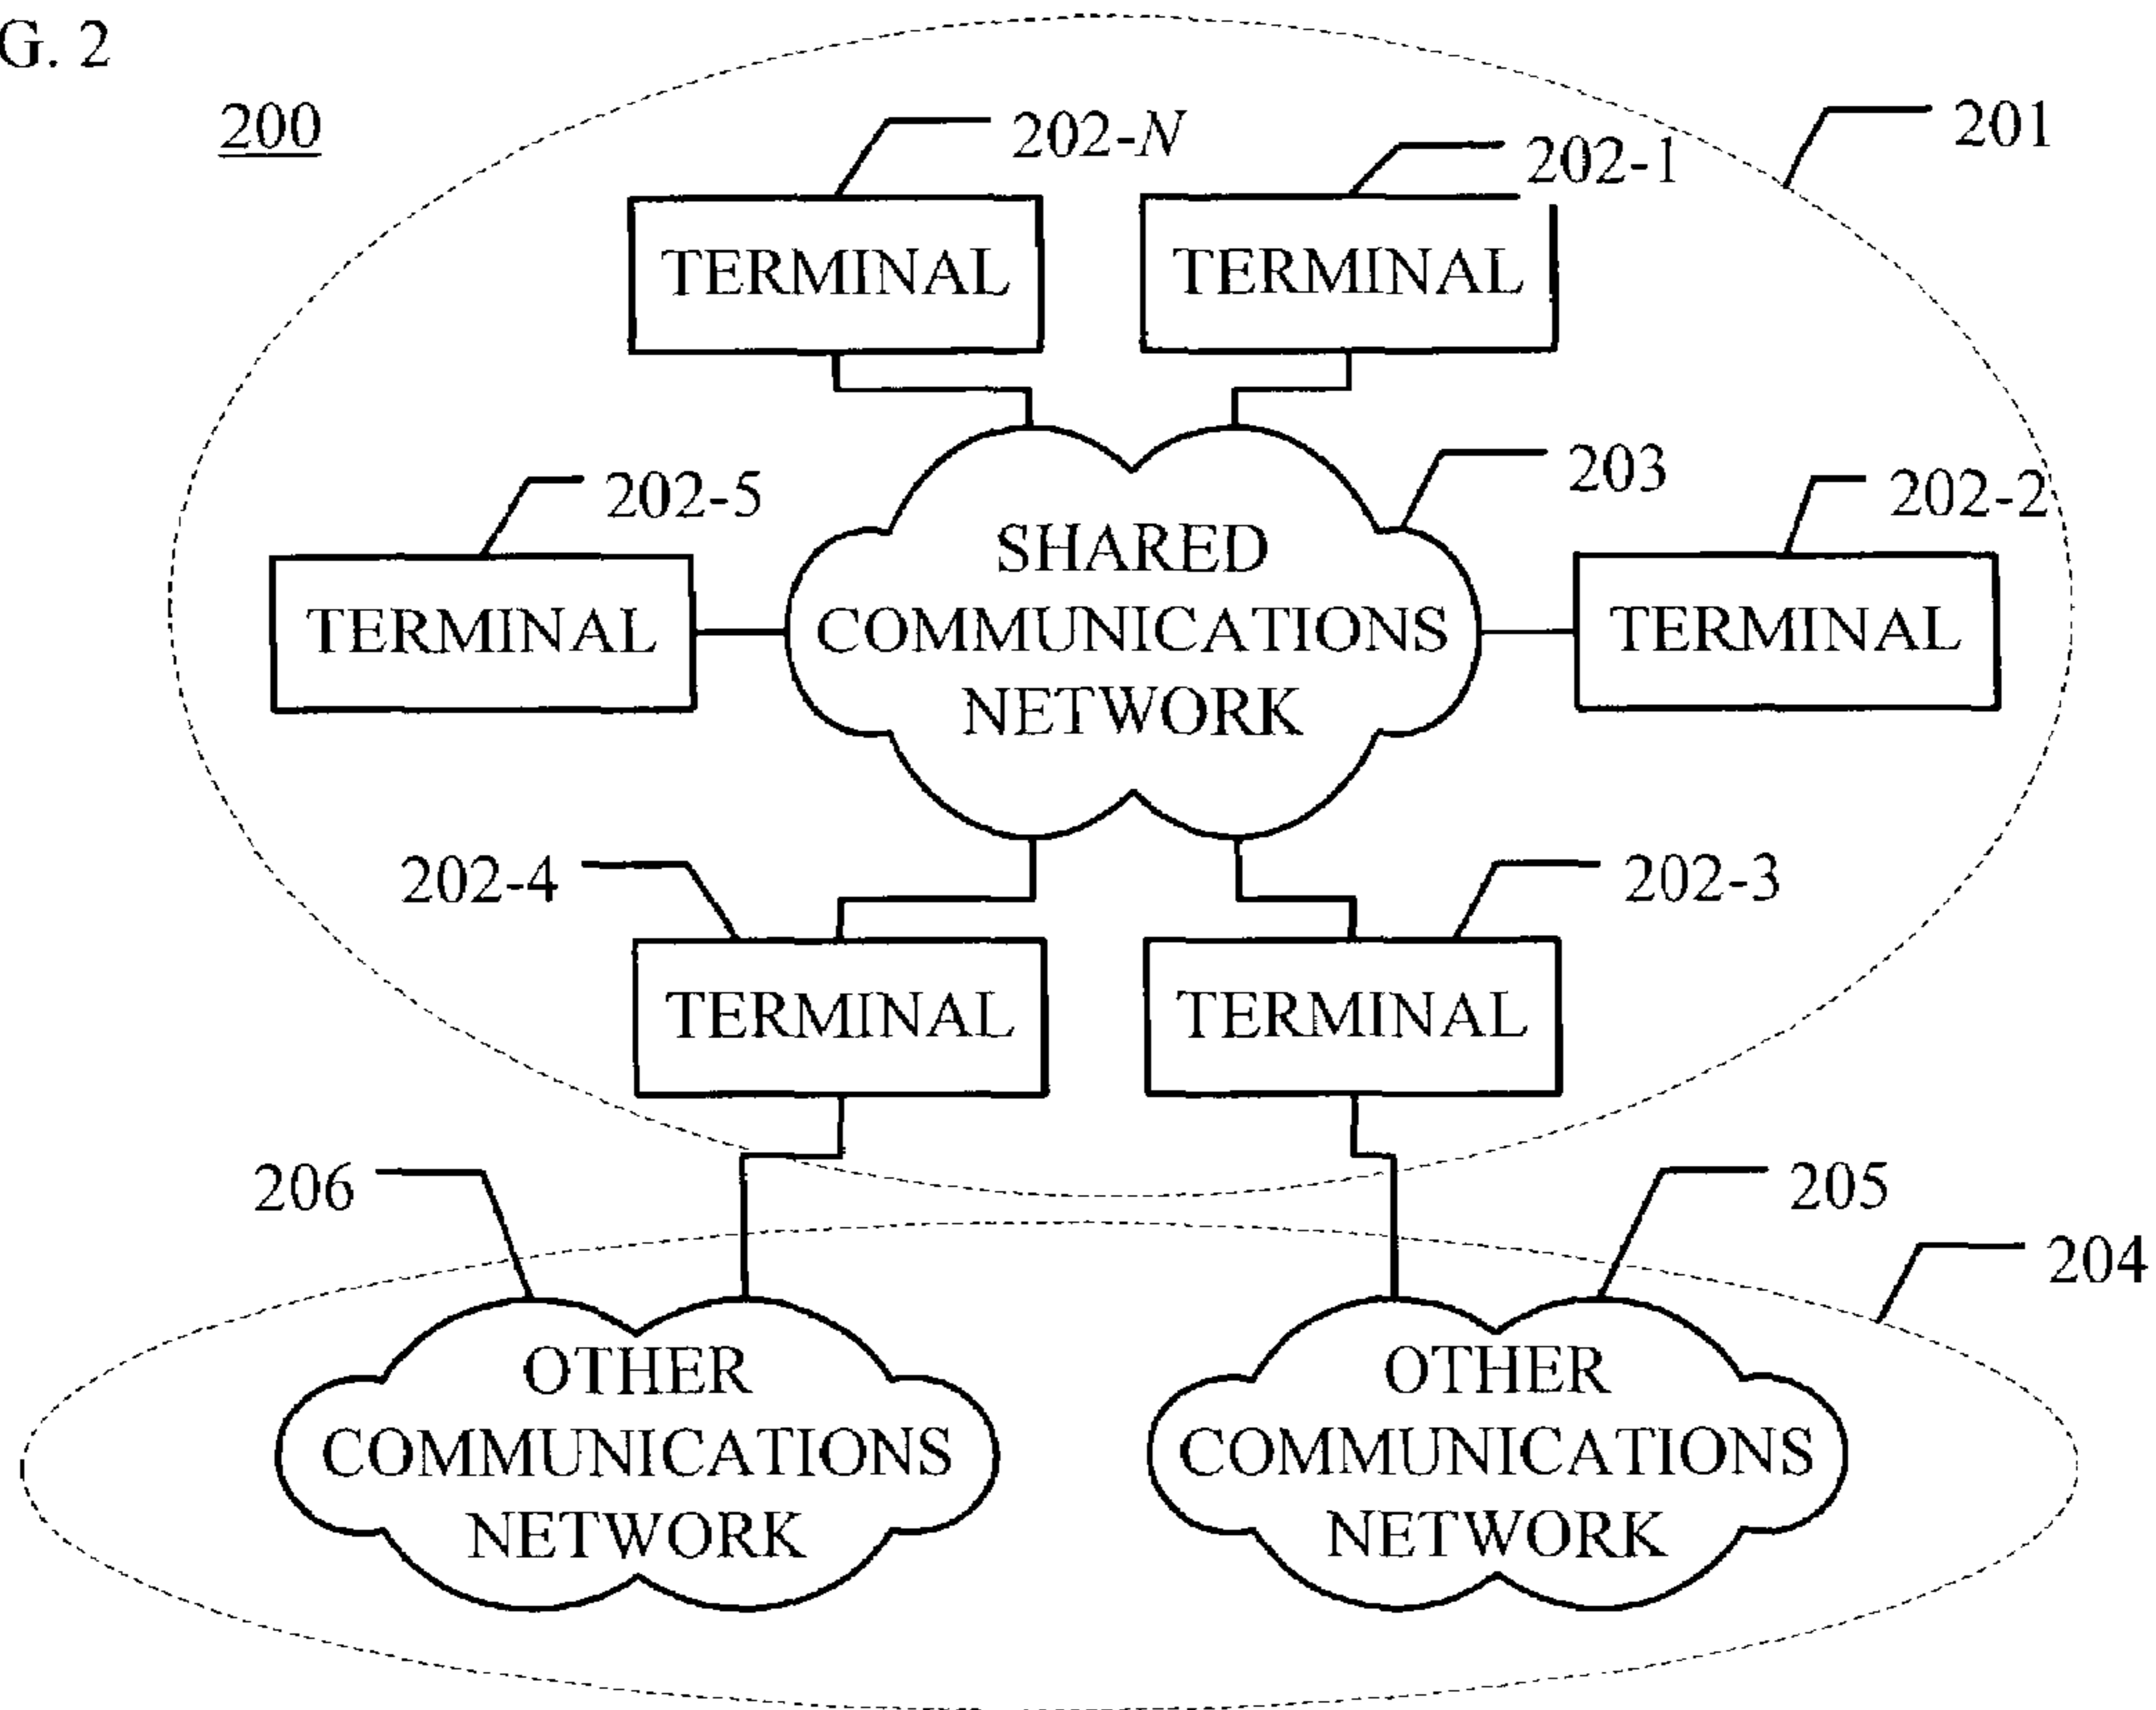 G. 2
200
201
202-N
202-1
TERMINAL
TERMINAL
202-5
203
202-2
TERMINAL
SHARED
COMMUNICATIONS
NETWORK
TERMINAL
202-4
202-3
TERMINAL
TERMINAL
206
205
204
OTHER
COMMUNICATIONS
NETWORK
OTHER
COMMUNICATIONS
NETWORK